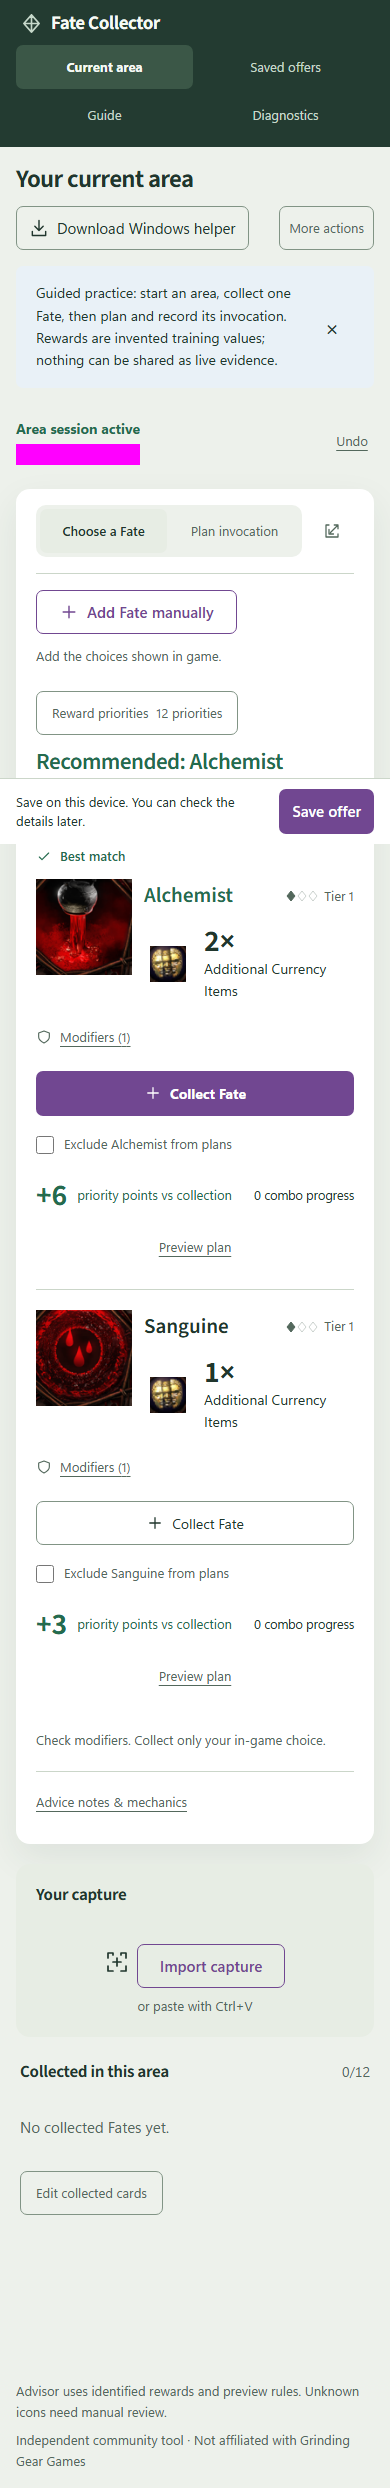 Fate Collector
Current area
Saved offers
Guide
Diagnostics
Your current area
Download Windows helper
More actions
Guided practice: start an area, collect one
Fate, then plan and record its invocation.
Rewards are invented training values;
nothing can be shared as live evidence.
Area session active
Undo
Choose a Fate
Plan invocation
Add Fate manually
Add the choices shown in game.
Reward priorities 12 priorities
Recommended: Alchemist
Save on this device. You can check the
details later.
Save offer
Best match
Alchemist
Tier 1
2×
Additional Currency
Items
Modifiers (1)
Collect Fate
Exclude Alchemist from plans
+6 priority points vs collection
0 combo progress
Preview plan
Sanguine
Tier 1
1×
Additional Currency
Items
Modifiers (1)
Collect Fate
Exclude Sanguine from plans
+3 priority points vs collection
0 combo progress
Preview plan
Check modifiers. Collect only your in-game choice.
Advice notes & mechanics
Your capture
Import capture
or paste with Ctrl+V
Collected in this area
0/12
No collected Fates yet.
Edit collected cards
Advisor uses identified rewards and preview rules. Unknown
icons need manual review.
Independent community tool · Not affiliated with Grinding
Gear Games